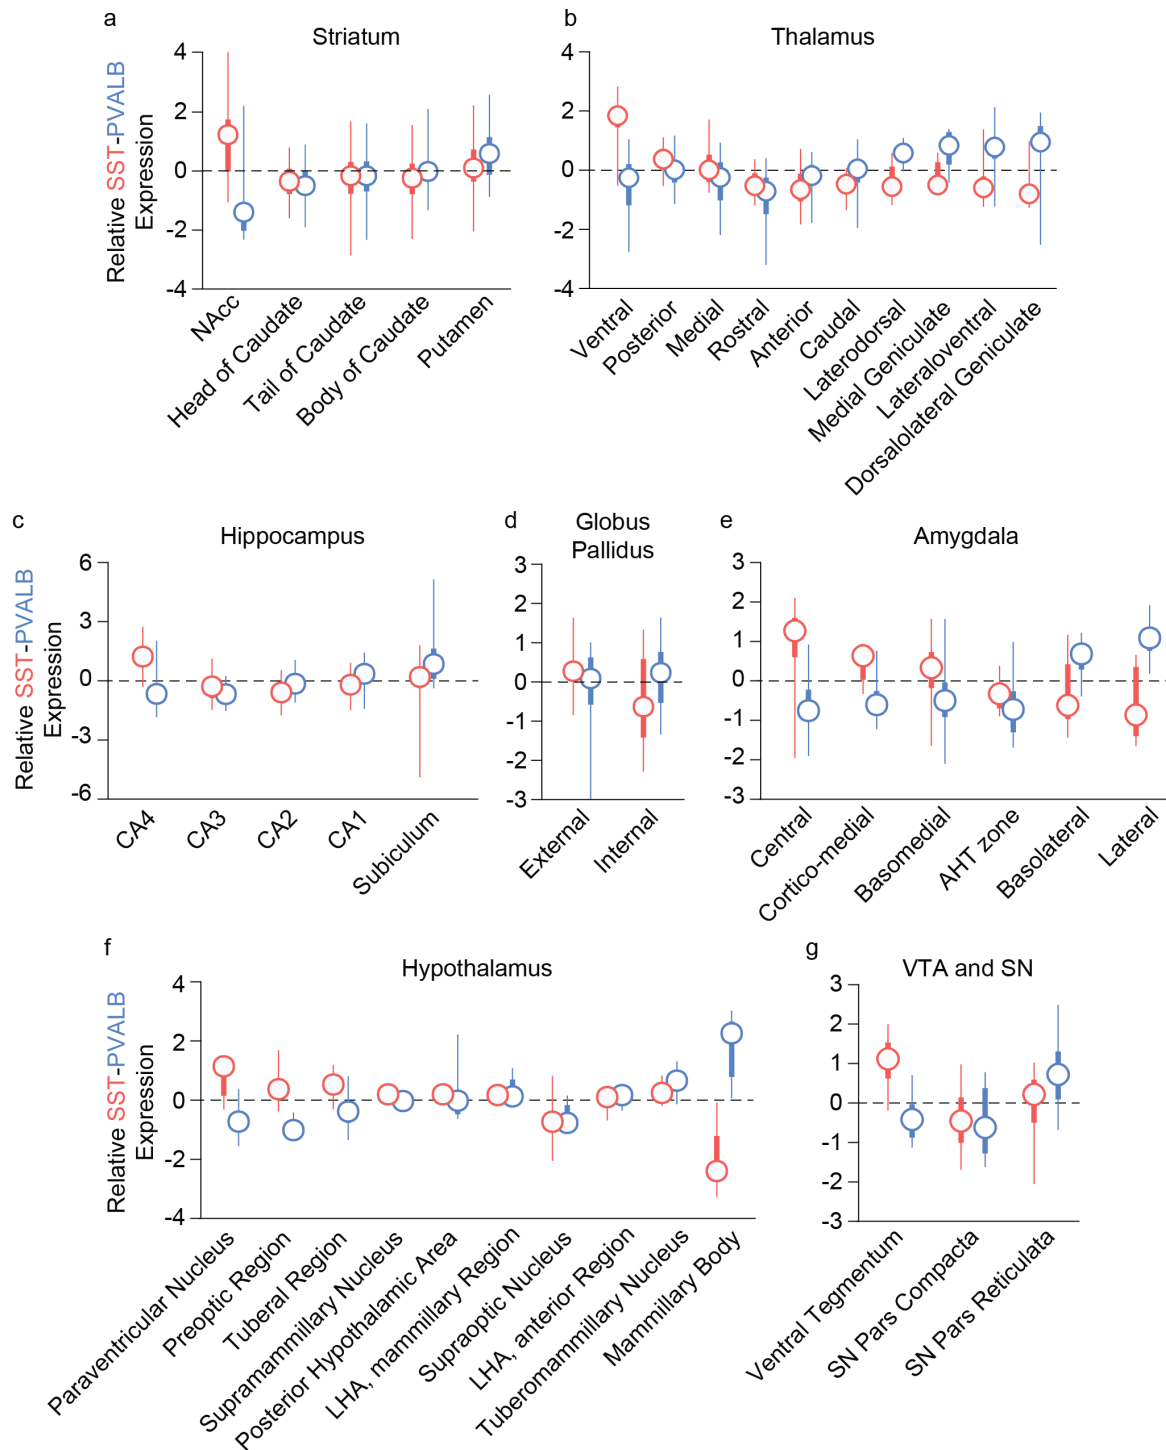 a
Striatum
Relative SST-PVALB
Expression
4
2
0
-2
-4
NAcc
Head of Caudate
Tail of Caudate
Body of Caudate
Putamen
b
Thalamus
4
2
0
-2
-4
Ventral
Posterior
Medial
Rostral
Anterior
Caudal
Laterodorsal
Medial Geniculate
Lateraloventral
Dorsalolateral Geniculate
c
Hippocampus
Relative SST-PVALB
Expression
6
3
0
-3
-6
CA4
CA3
CA2
CA1
Subiculum
d
Globus
Pallidus
3
2
1
0
-1
-2
-3
External
Internal
e
Amygdala
3
2
1
0
-1
-2
-3
Central
Cortico-medial
Basomedial
AHT zone
Basolateral
Lateral
f
Hypothalamus
Relative SST-PVALB
Expression
4
2
0
-2
-4
Paraventricular Nucleus
Preoptic Region
Tuberal Region
Supramammillary Nucleus
Posterior Hypothalamic Area
LHA, mammillary Region
Supraoptic Nucleus
LHA, anterior Region
Tuberomammillary Nucleus
Mammillary Body
g
VTA and SN
3
2
1
0
-1
-2
-3
Ventral Tegmentum
SN Pars Compacta
SN Pars Reticulata